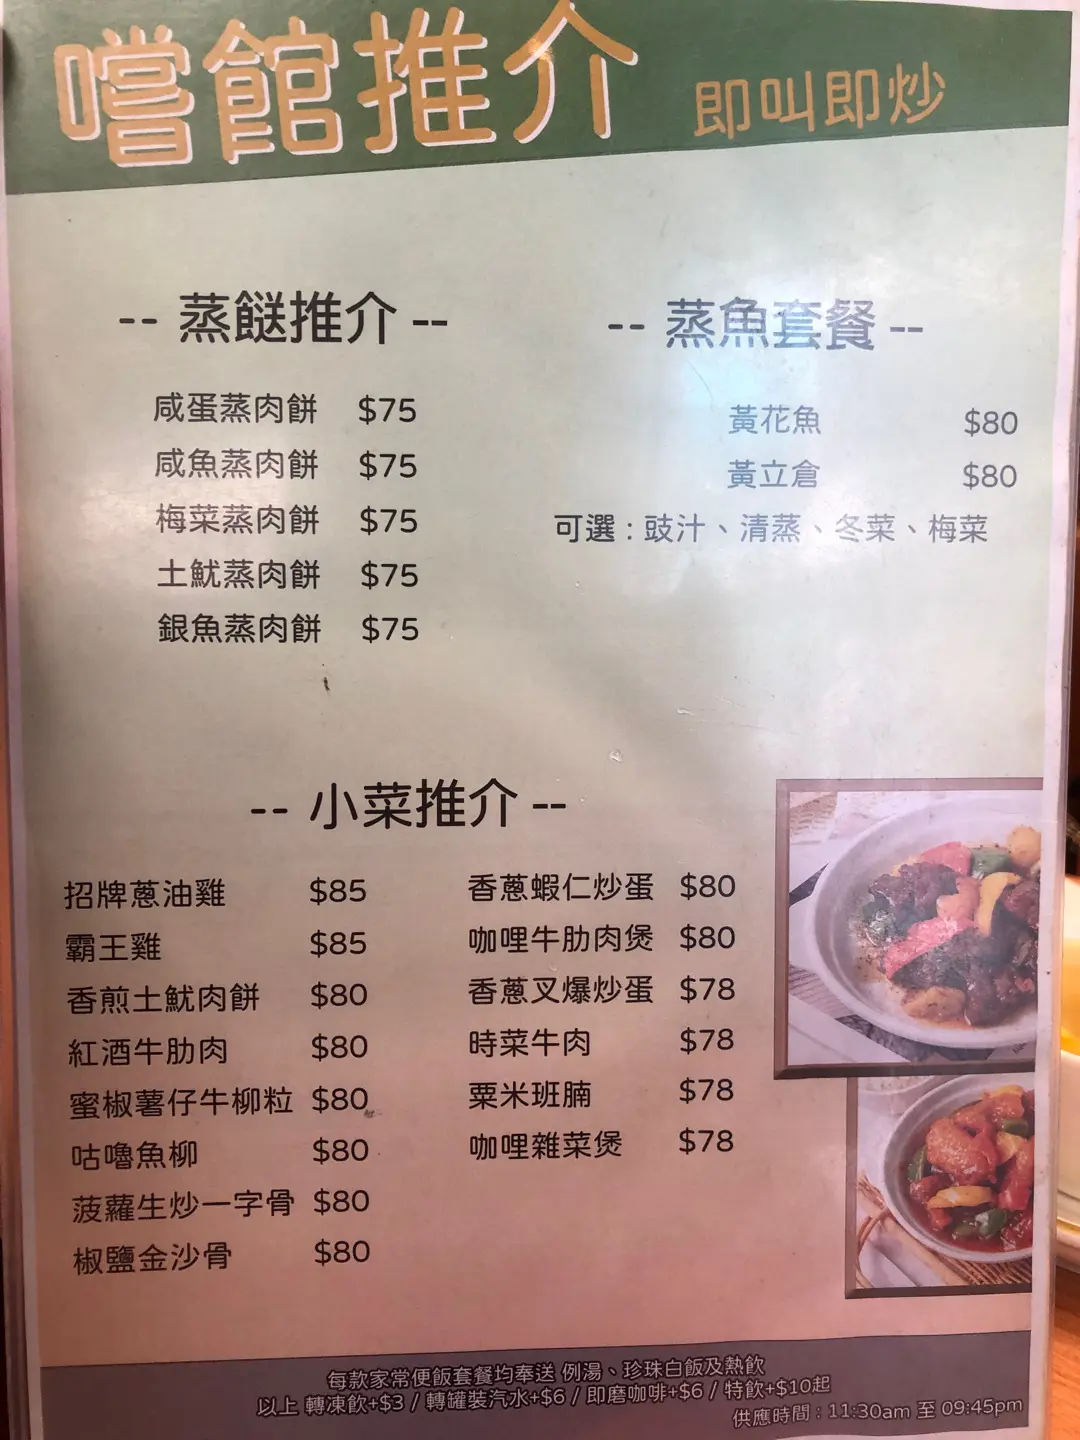 嚐館推介 即叫即炒
-- 蒸餸推介 --
咸蛋蒸肉餅 $75
咸魚蒸肉餅 $75
梅菜蒸肉餅 $75
土魷蒸肉餅 $75
銀魚蒸肉餅 $75
-- 蒸魚套餐 --
黃花魚 $80
黃立倉 $80
可選：豉汁、清蒸、冬菜、梅菜
-- 小菜推介 --
招牌蔥油雞 $85
霸王雞 $85
香煎土魷肉餅 $80
紅酒牛肋肉 $80
蜜椒薯仔牛柳粒 $80
咕嚕魚柳 $80
菠蘿生炒一字骨 $80
椒鹽金沙骨 $80
香蔥蝦仁炒蛋 $80
咖哩牛肋肉煲 $80
香蔥叉爆炒蛋 $78
時菜牛肉 $78
粟米班腩 $78
咖哩雜菜煲 $78
每款家常便飯套餐均奉送 例湯、珍珠白飯及熱飲
以上 轉凍飲+$3 / 轉罐裝汽水+$6 / 即磨咖啡+$6 / 特飲+$10起
供應時間：11:30am 至 09:45pm